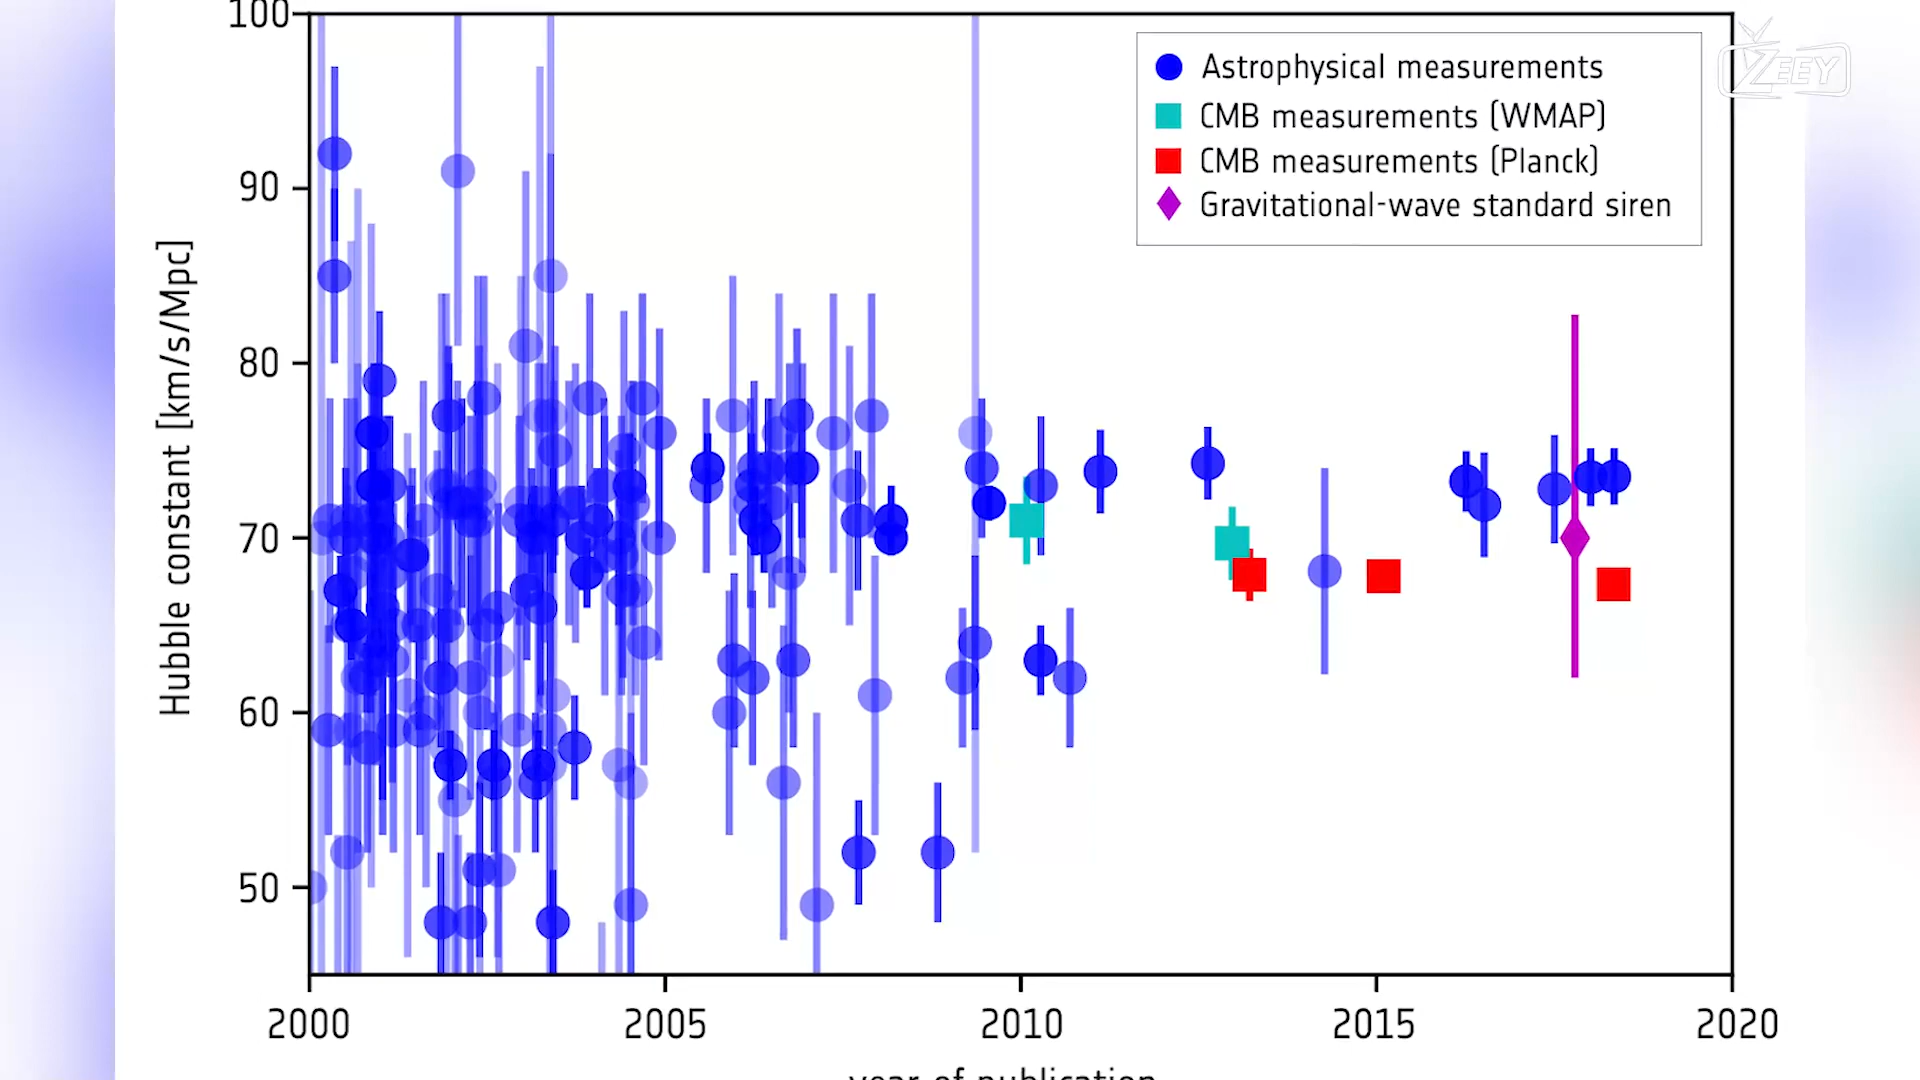 100
90
80
70
60
50
Hubble constant [km/s/Mpc]
Astrophysical measurements
CMB measurements (WMAP)
CMB measurements (Planck)
Gravitational-wave standard siren
ZEEY
2000
2005
2010
2015
2020
year of publication